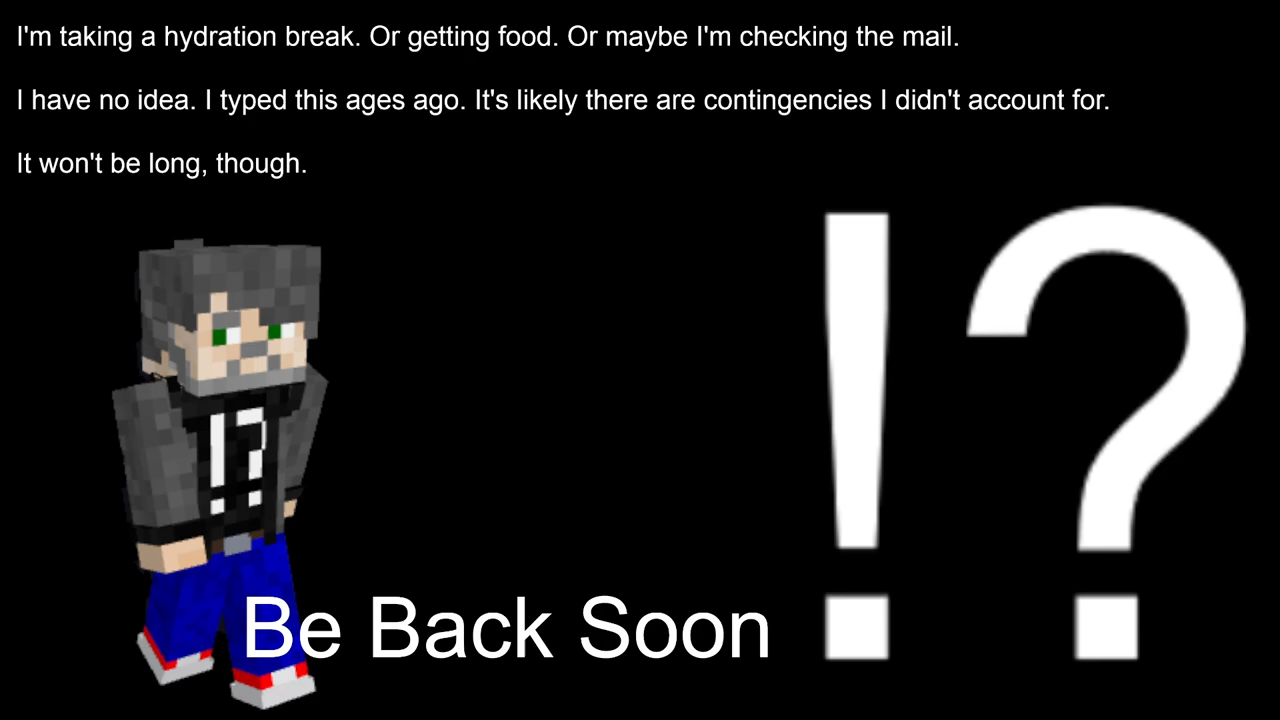 I'm taking a hydration break. Or getting food. Or maybe I'm checking the mail.
I have no idea. I typed this ages ago. It's likely there are contingencies I didn't account for.
It won't be long, though.
!?
!?
Be Back Soon